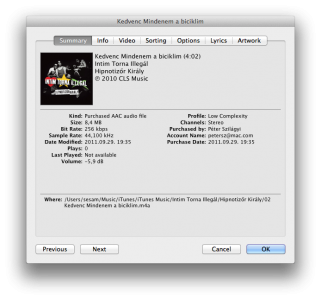 Kedvenc Mindenem a biciklim
Summary Info Video Sorting Options Lyrics Artwork
Kedvenc Mindenem a biciklim (4:02)
Intim Torna Illegál
Hipnotizőr Király
℗ 2010 CLS Music
Kind: Purchased AAC audio file
Size: 8,4 MB
Bit Rate: 256 kbps
Sample Rate: 44,100 kHz
Date Modified: 2011.09.29. 19:35
Plays: 0
Last Played: Not available
Volume: -5,9 dB
Profile: Low Complexity
Channels: Stereo
Purchased by: Péter Szilágyi
Account Name: petersz@mac.com
Purchase Date: 2011.09.29. 19:35
Where: /Users/sesam/Music/iTunes/iTunes Music/Intim Torna Illegál/Hipnotizőr Király/02
Kedvenc Mindenem a biciklim.m4a
Previous Next Cancel OK